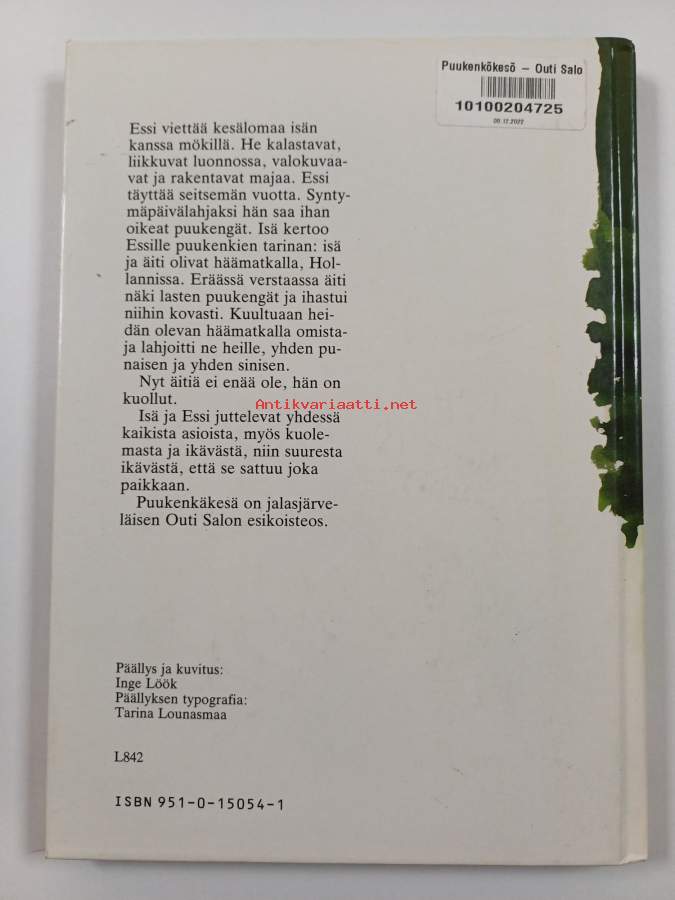 Puukenkõkesõ – Outi Salo
10100204725
09.12.2022
Essi viettää kesälomaa isän
kanssa mökillä. He kalastavat,
liikkuvat luonnossa, valokuvaa-
vat ja rakentavat majaa. Essi
täyttää seitsemän vuotta. Synty-
mäpäivälahjaksi hän saa ihan
oikeat puukengät. Isä kertoo
Essille puukenkien tarinan: isä
ja äiti olivat häämatkalla, Hol-
lannissa. Eräässä verstaassa äiti
näki lasten puukengät ja ihastui
niihin kovasti. Kuultuaan hei-
dän olevan häämatkalla omista-
ja lahjoitti ne heille, yhden pu-
naisen ja yhden sinisen.
Nyt äitiä ei enää ole, hän on
kuollut.
Antikvariaatti.net
Isä ja Essi juttelevat yhdessä
kaikista asioista, myös kuole-
masta ja ikävästä, niin suuresta
ikävästä, että se sattuu joka
paikkaan.
Puukenkäkesä on jalasjärve-
läisen Outi Salon esikoisteos.
Päällys ja kuvitus:
Inge Löök
Päällyksen typografia:
Tarina Lounasmaa
L842
ISBN 951-0-15054-1